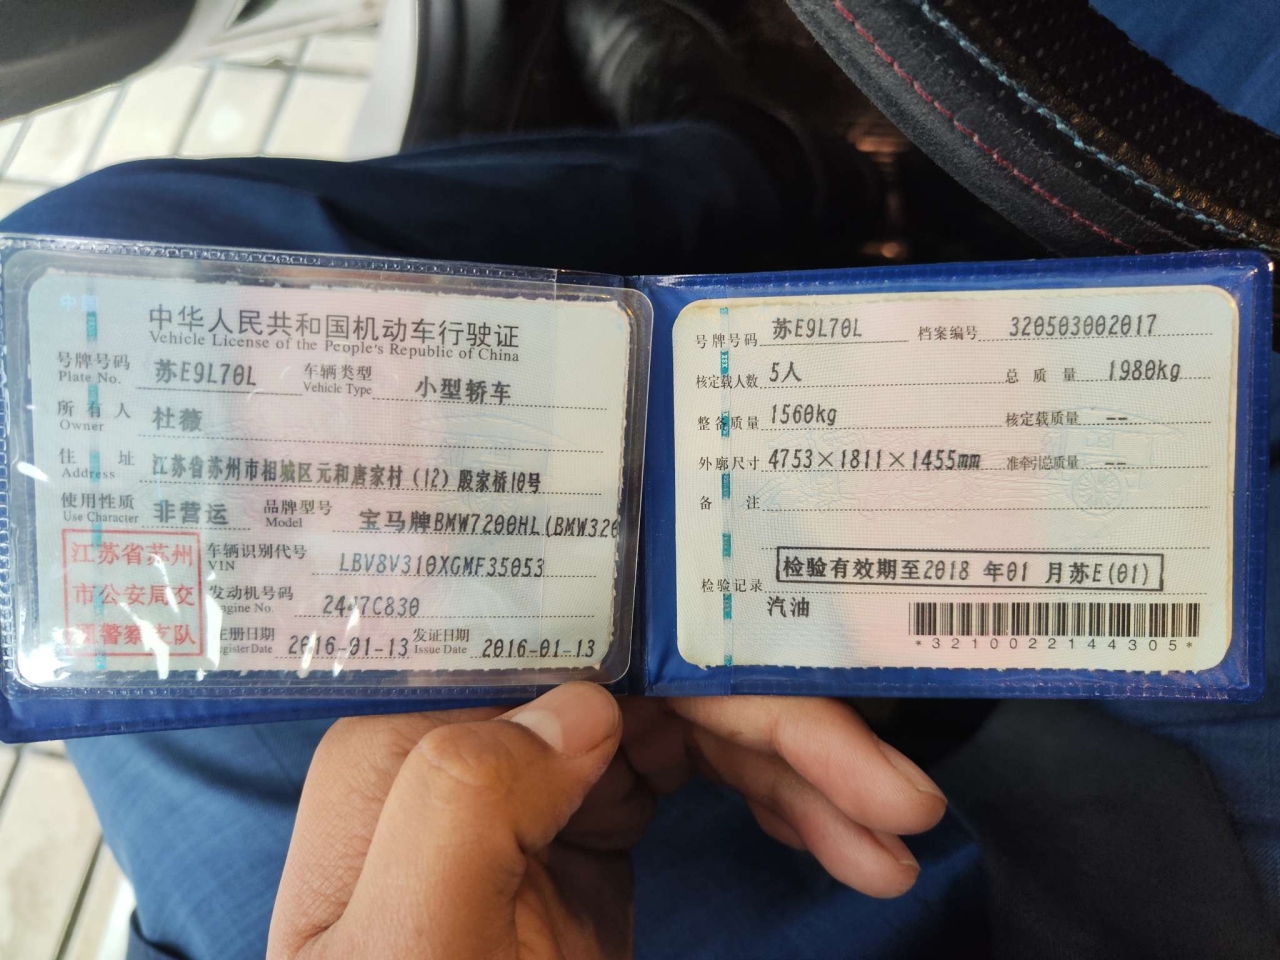 中华人民共和国机动车行驶证
Vehicle License of the People's Republic of China
号牌号码 苏E9L70L 车辆类型 小型轿车
Plate No. Vehicle Type
所有人 杜薇
Owner
住址 江苏省苏州市相城区元和唐家村(12)殷家桥10号
Address
使用性质 非营运 品牌型号 宝马牌BMW7200HL(BMW320
Use Character Model
江苏省苏州
市公安局交
通警察支队
车辆识别代号 LBV8V310XGMF35053
VIN
发动机号码
Engine No.
注册日期 2016-01-13 发证日期 2016-01-13
Register Date Issue Date
号牌号码 苏E9L70L 档案编号 320503002017
核定载人数 5人 总质量 1980kg
整备质量 1560kg 核定载质量 --
外廓尺寸 4753×1811×1455mm 准牵引总质量 --
备注
检验有效期至2018 年01 月苏E(01)
检验记录
汽油
*3210022144305*